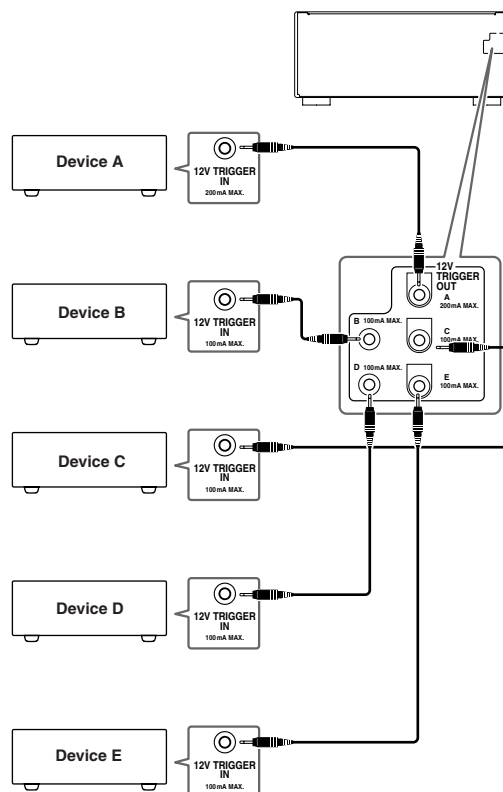 Device A
12V TRIGGER
IN
200mA MAX.
12V
TRIGGER
OUT
A
200mA MAX.
Device B
12V TRIGGER
IN
100mA MAX.
B 100mA MAX.
C
100mA MAX.
D 100mA MAX.
E
100mA MAX.
Device C
12V TRIGGER
IN
100mA MAX.
Device D
12V TRIGGER
IN
100mA MAX.
Device E
12V TRIGGER
IN
100mA MAX.